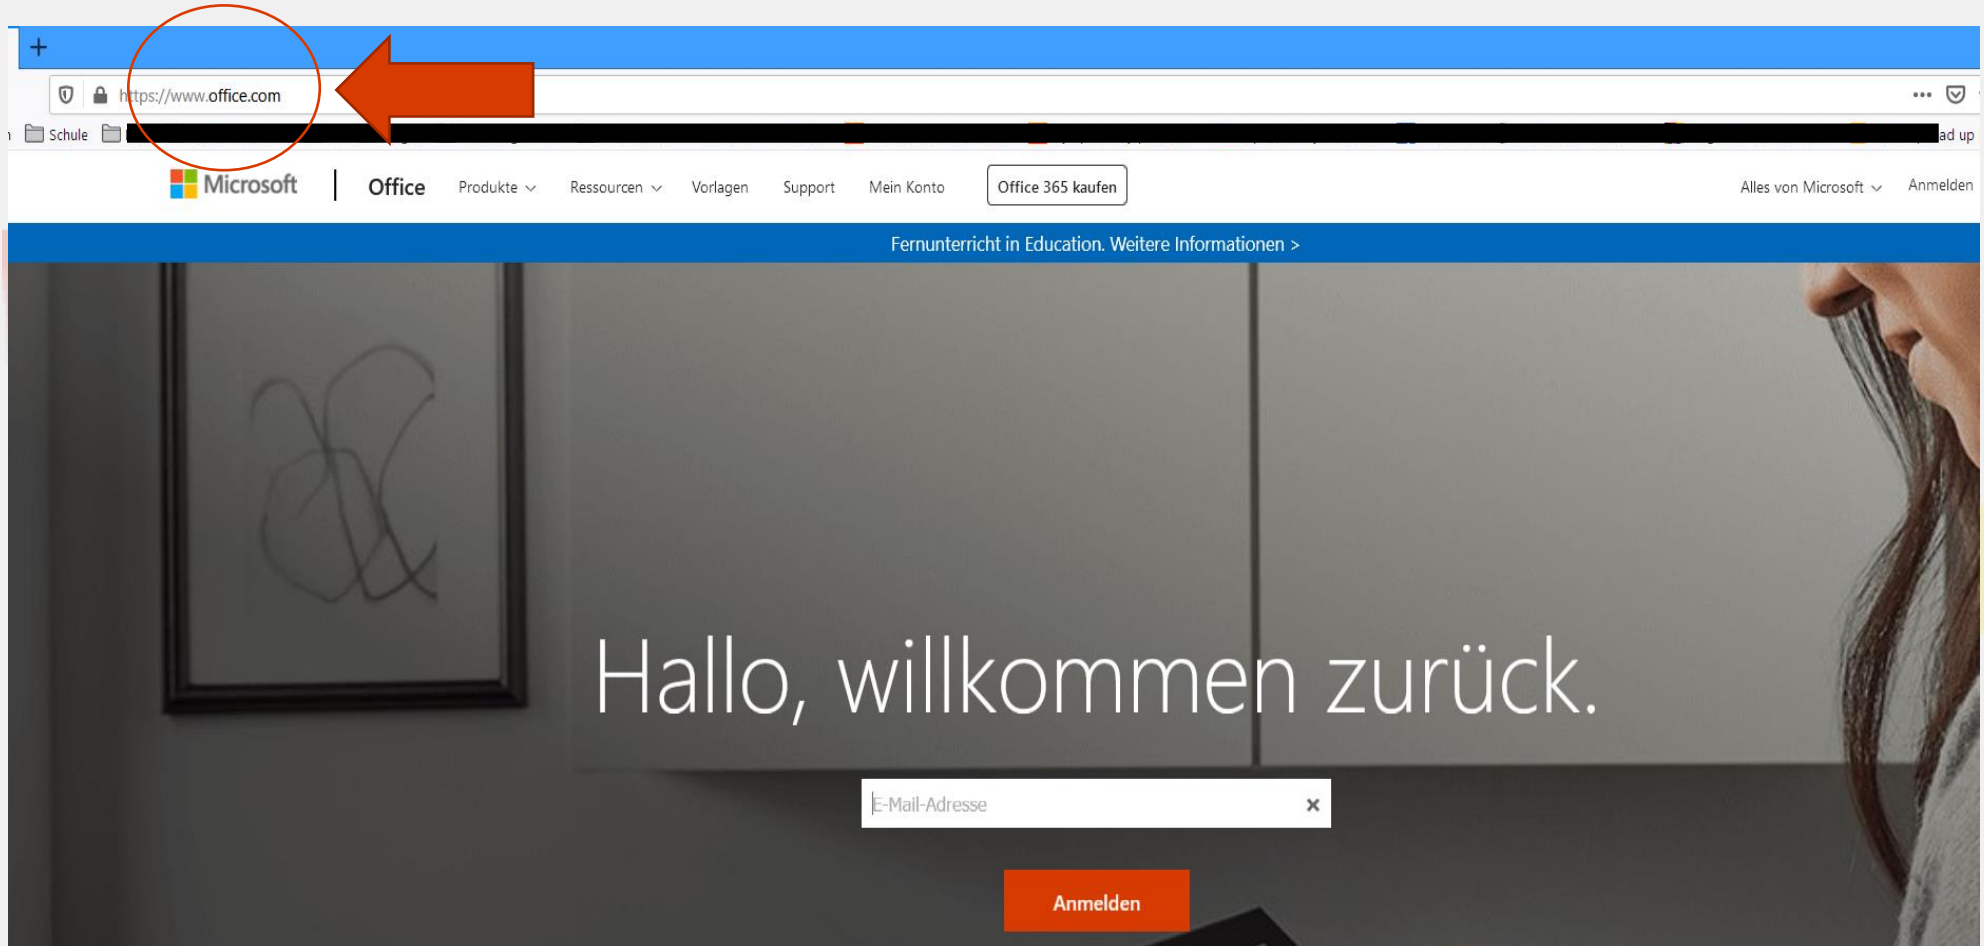 https://www.office.com
Schule
ad up
Microsoft Office Produkte Ressourcen Vorlagen Support Mein Konto Office 365 kaufen Alles von Microsoft Anmelden
Fernunterricht in Education. Weitere Informationen >
Hallo, willkommen zurück.
E-Mail-Adresse
Anmelden